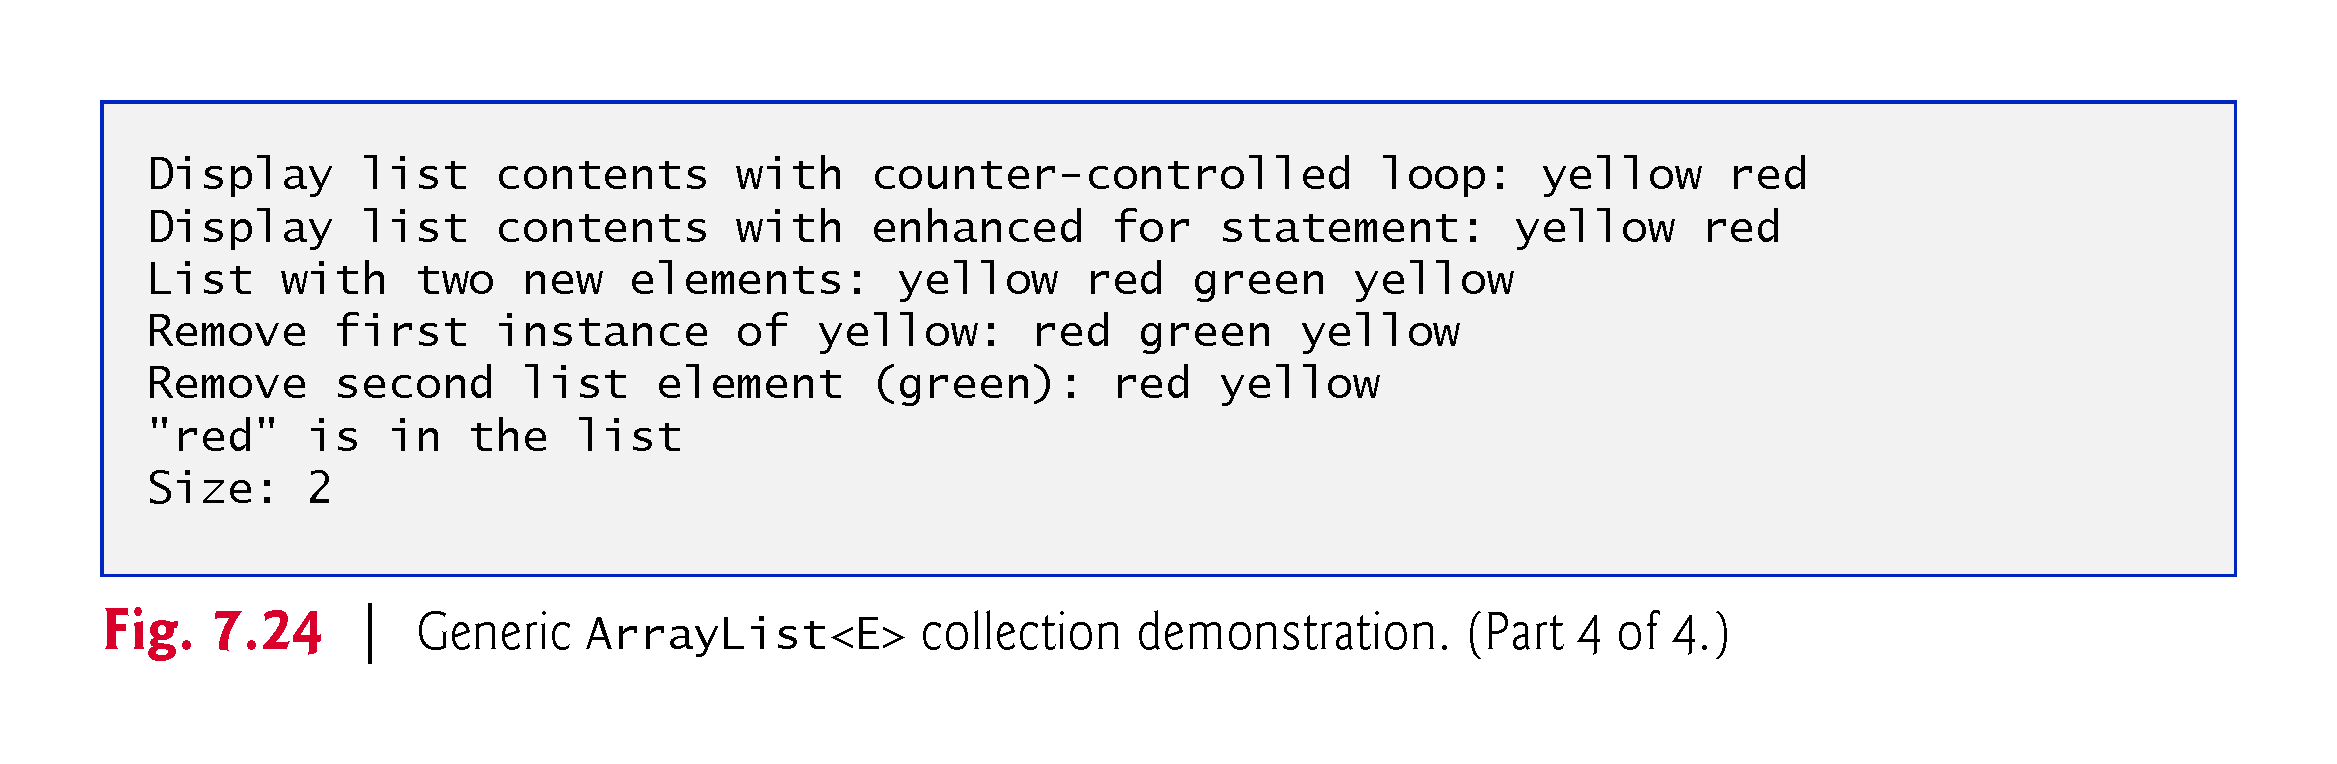 Display list contents with counter-controlled loop: yellow red
Display list contents with enhanced for statement: yellow red
List with two new elements: yellow red green yellow
Remove first instance of yellow: red green yellow
Remove second list element (green): red yellow
"red" is in the list
Size: 2
Fig. 7.24 | Generic ArrayList<E> collection demonstration. (Part 4 of 4.)